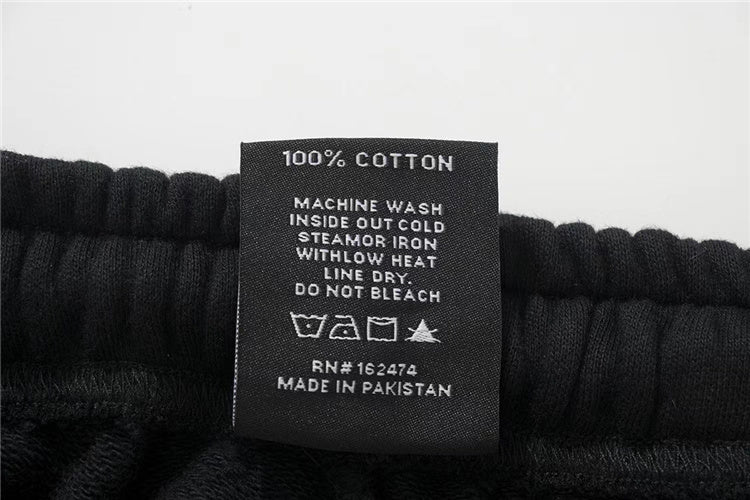 100% COTTON
MACHINE WASH
INSIDE OUT COLD
STEAMOR IRON
WITHLOW HEAT
LINE DRY.
DO NOT BLEACH
RN# 162474
MADE IN PAKISTAN